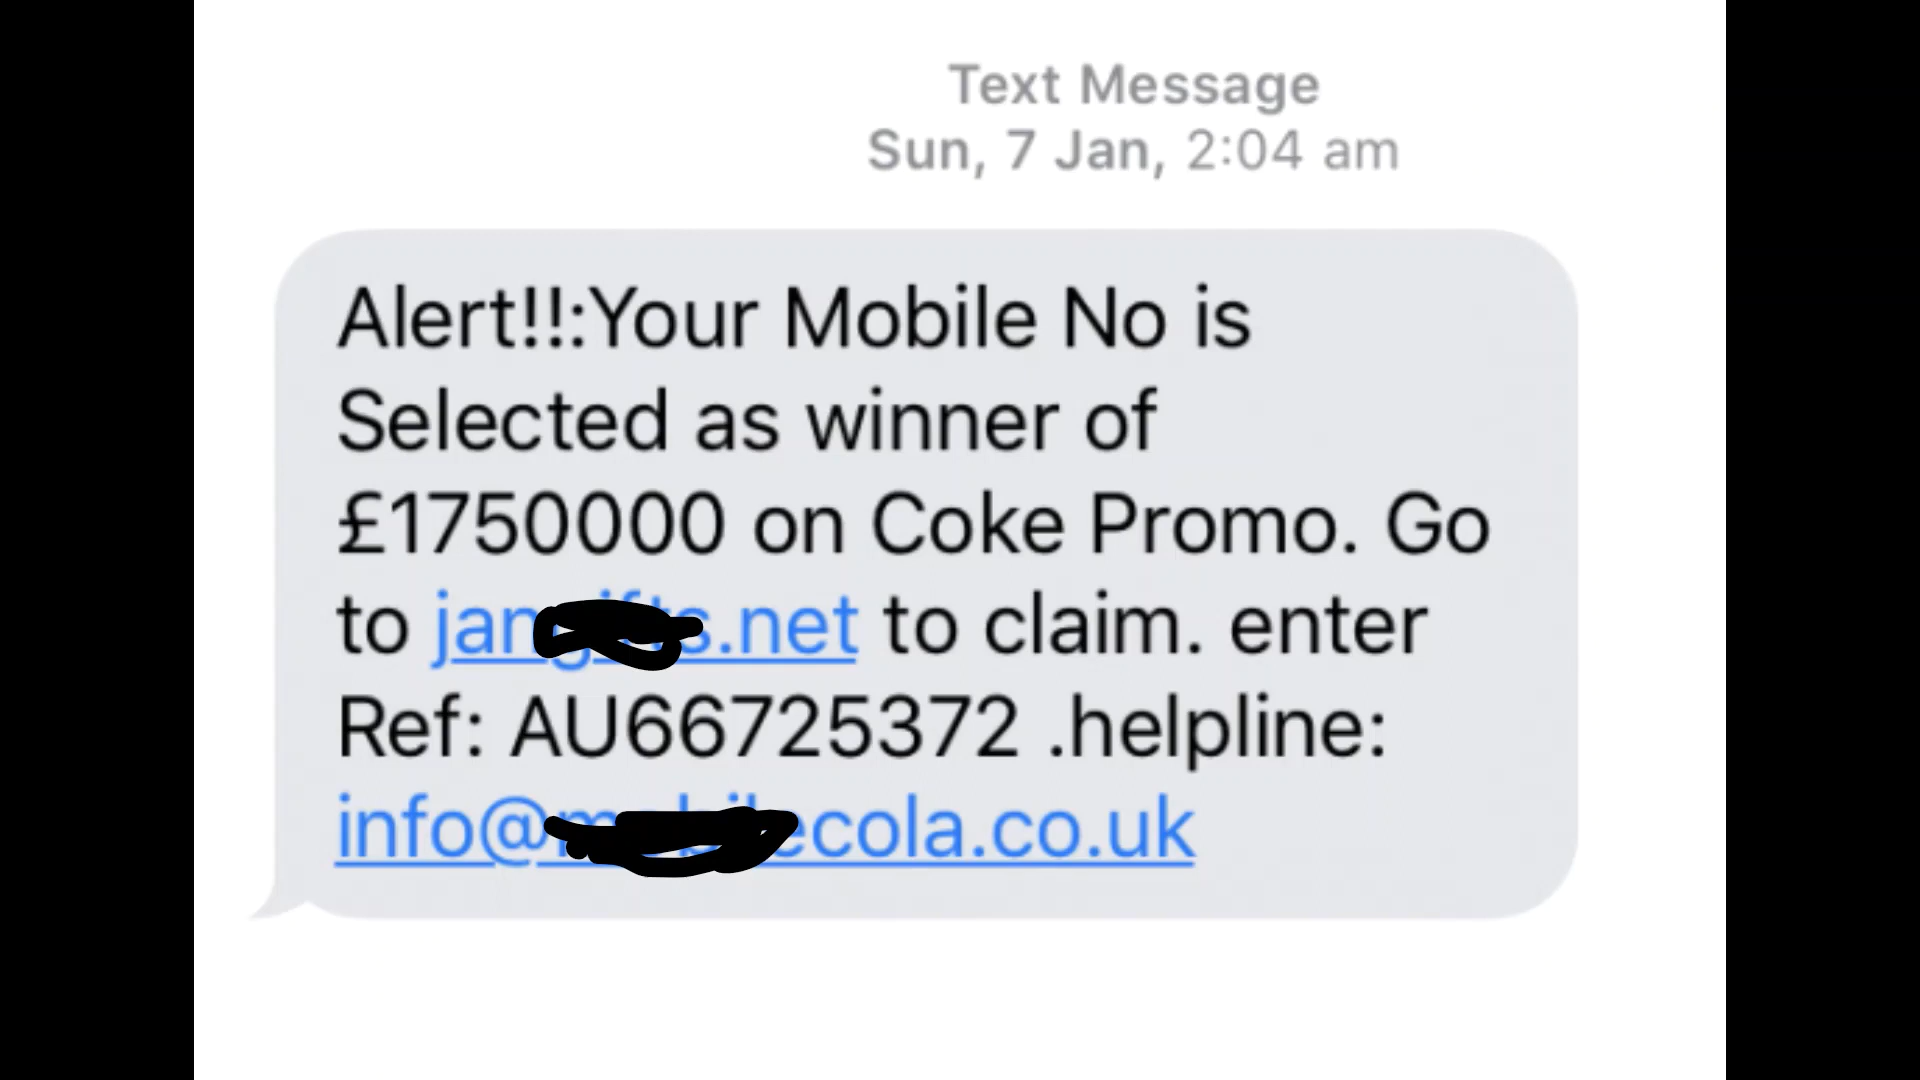 Text Message
Sun, 7 Jan, 2:04 am
Alert!!:Your Mobile No is
Selected as winner of
£1750000 on Coke Promo. Go
to to claim. enter
Ref: AU66725372 .helpline: